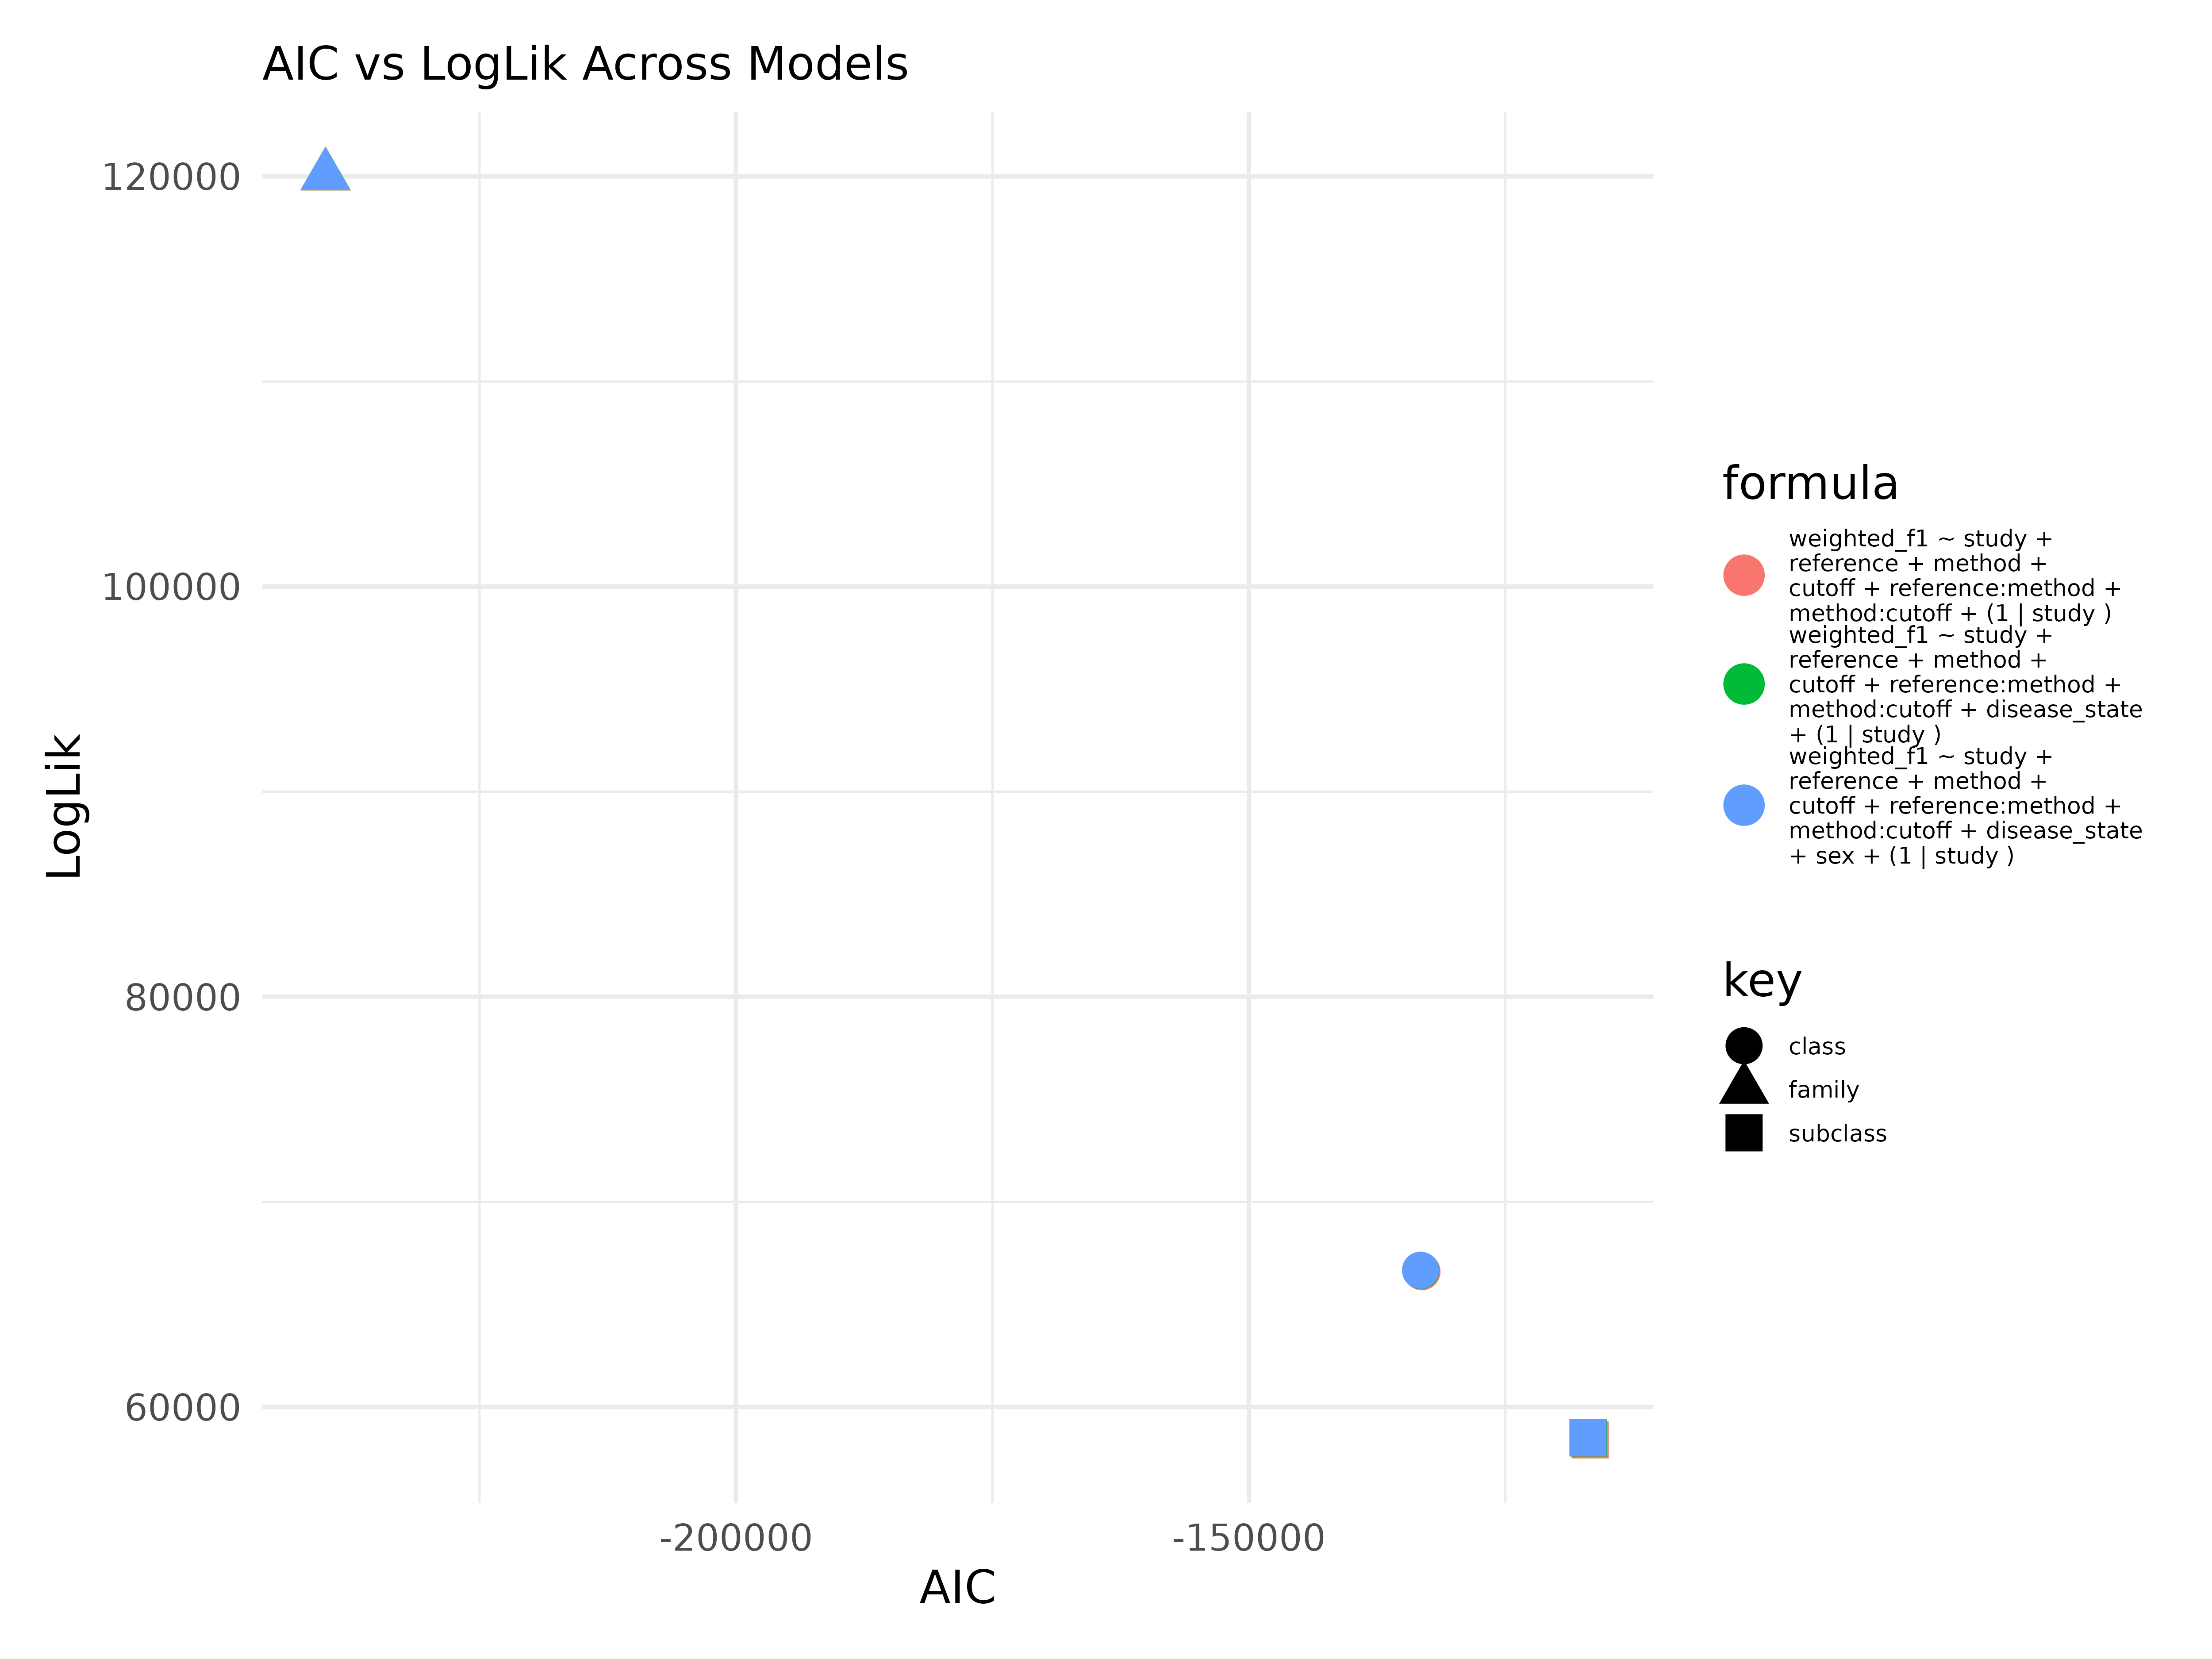 AIC vs LogLik Across Models
120000
100000
80000
60000
LogLik
-200000
-150000
AIC
formula
weighted_f1 ~ study +
reference + method +
cutoff + reference:method +
method:cutoff + (1 | study )
weighted_f1 ~ study +
reference + method +
cutoff + reference:method +
method:cutoff + disease_state
+ (1 | study )
weighted_f1 ~ study +
reference + method +
cutoff + reference:method +
method:cutoff + disease_state
+ sex + (1 | study )
key
class
family
subclass